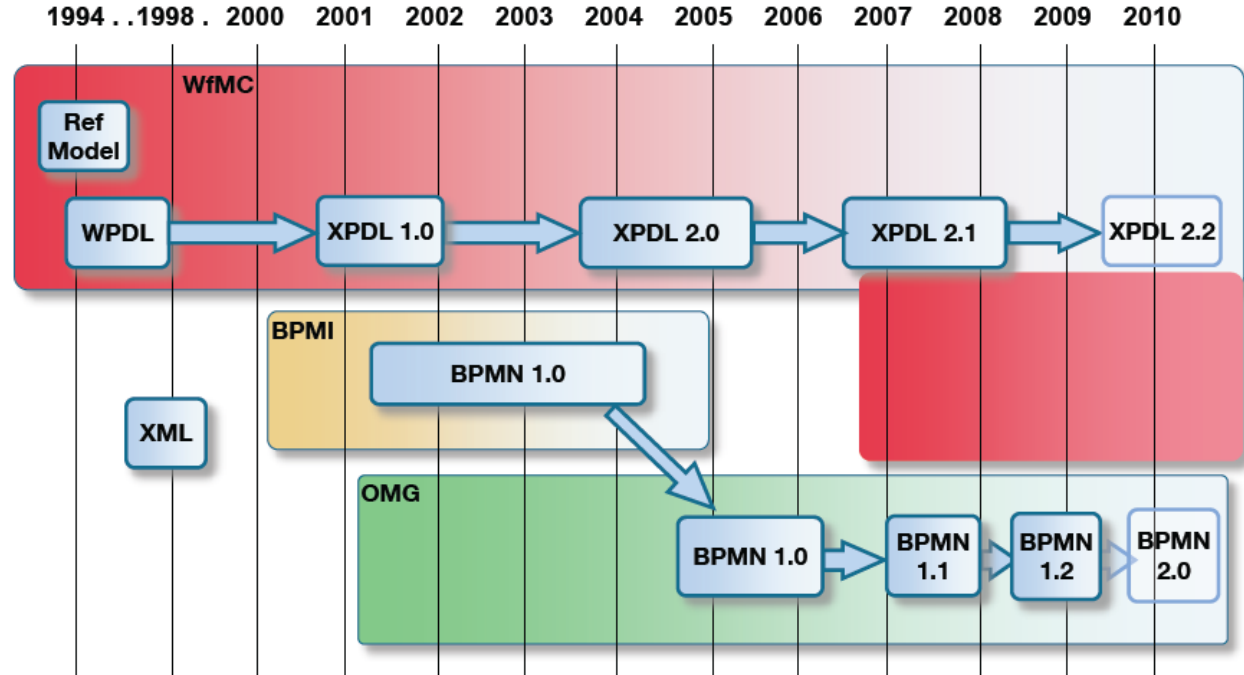 1994 . . 1998 . 2000 2001 2002 2003 2004 2005 2006 2007 2008 2009 2010
WfMC
Ref
Model
WPDL
XPDL 1.0
XPDL 2.0
XPDL 2.1
XPDL 2.2
BPMI
BPMN 1.0
XML
OMG
BPMN 1.0
BPMN
1.1
BPMN
1.2
BPMN
2.0